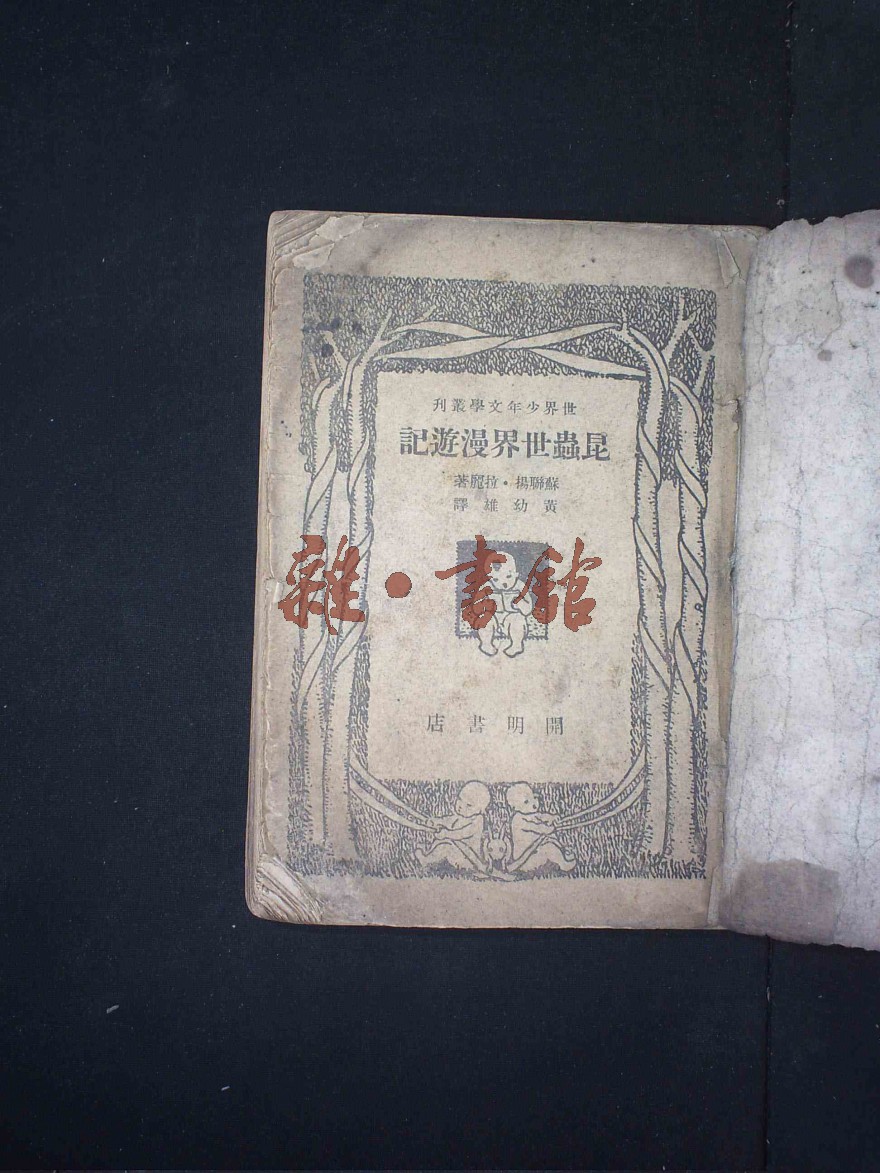 世界少年文學叢刊
昆蟲世界漫遊記
蘇聯揚・拉麗著
黃幼雄譯
雜・書館
開明書店